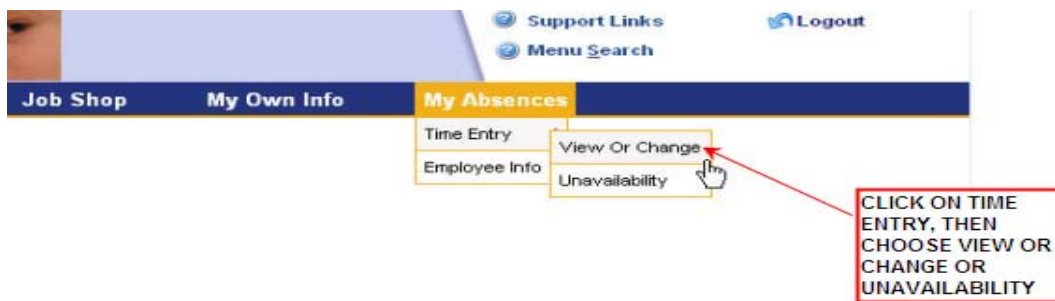 Support Links
Logout
Menu Search
Job Shop
My Own Info
My Absences
Time Entry
View Or Change
Employee Info
Unavailability
CLICK ON TIME
ENTRY, THEN
CHOOSE VIEW OR
CHANGE OR
UNAVAILABILITY